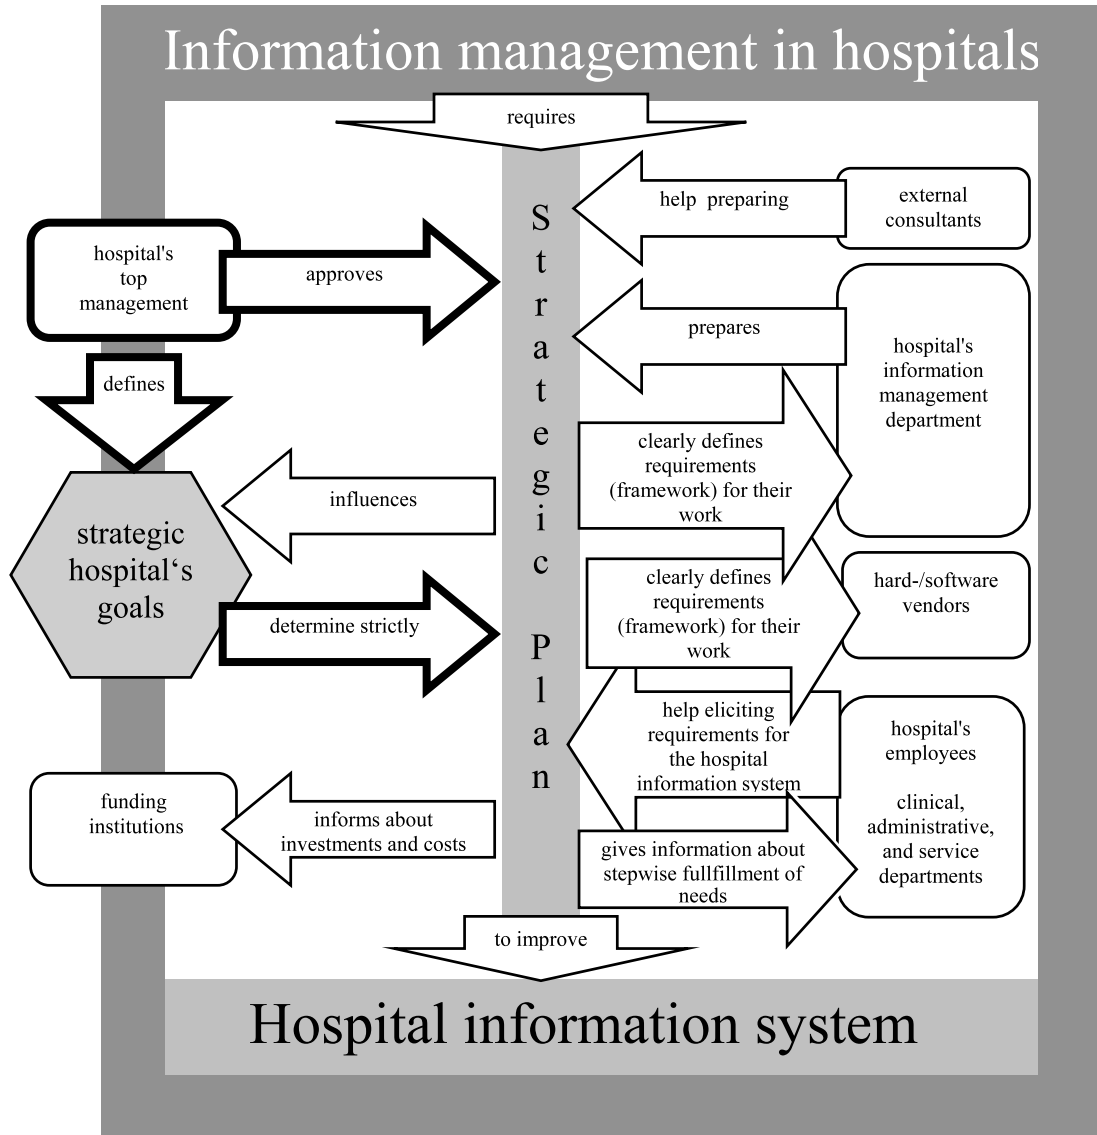 Information management in hospitals
requires
help  preparing
external
consultants
hospital's
top
management
approves
prepares
hospital's
information
management
department
defines
clearly defines
requirements
(framework) for their
work
influences
strategic
hospital‘s
goals
determine strictly
clearly defines
requirements
(framework) for their
work
hard-/software
vendors
Strategic Plan
help eliciting
requirements for
the hospital
information system
hospital's
employees
clinical,
administrative,
and service
departments
funding
institutions
informs about
investments and costs
gives information about
stepwise fullfillment of
needs
to improve
Hospital information system